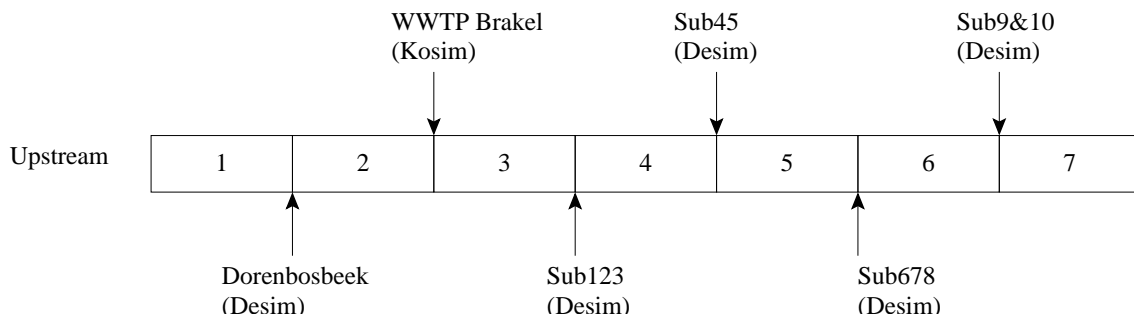 WWTP Brakel
(Kosim)
Sub45
(Desim)
Sub9&10
(Desim)
Upstream
1 2 3 4 5 6 7
Dorenbosbeek
(Desim)
Sub123
(Desim)
Sub678
(Desim)